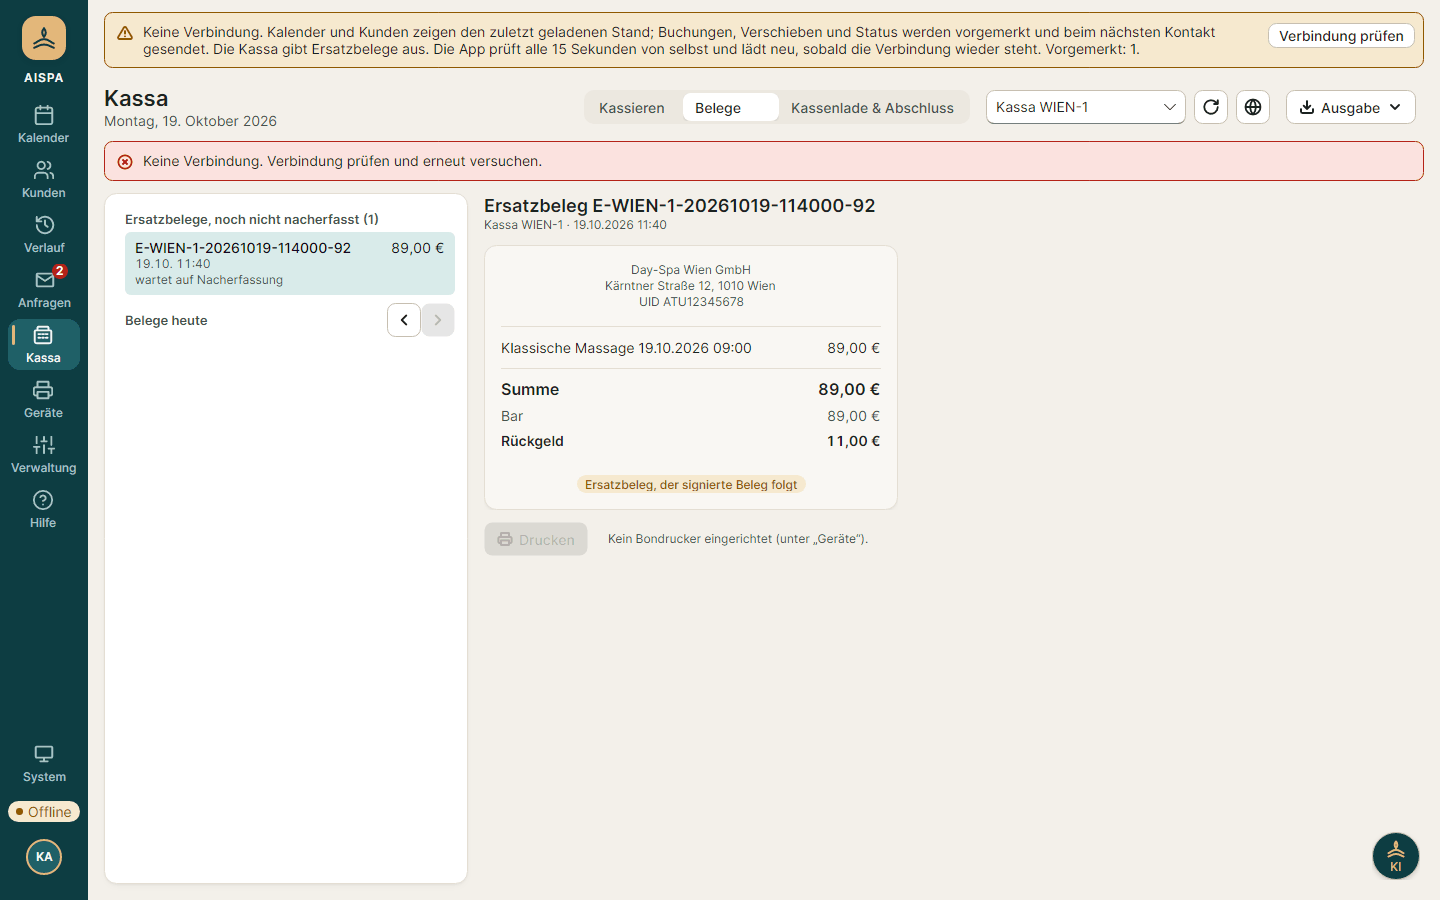 AISPA
Kalender
Kunden
Verlauf
2
Anfragen
Kassa
Geräte
Verwaltung
Hilfe
System
Offline
KA
Keine Verbindung. Kalender und Kunden zeigen den zuletzt geladenen Stand; Buchungen, Verschieben und Status werden vorgemerkt und beim nächsten Kontakt
gesendet. Die Kassa gibt Ersatzbelege aus. Die App prüft alle 15 Sekunden von selbst und lädt neu, sobald die Verbindung wieder steht. Vorgemerkt: 1.
Verbindung prüfen
Kassa
Montag, 19. Oktober 2026
Kassieren
Belege
Kassenlade & Abschluss
Kassa WIEN-1
Ausgabe
Keine Verbindung. Verbindung prüfen und erneut versuchen.
Ersatzbelege, noch nicht nacherfasst (1)
E-WIEN-1-20261019-114000-92 89,00 €
19.10. 11:40
wartet auf Nacherfassung
Belege heute
Ersatzbeleg E-WIEN-1-20261019-114000-92
Kassa WIEN-1 · 19.10.2026 11:40
Day-Spa Wien GmbH
Kärntner Straße 12, 1010 Wien
UID ATU12345678
Klassische Massage 19.10.2026 09:00 89,00 €
Summe 89,00 €
Bar 89,00 €
Rückgeld 11,00 €
Ersatzbeleg, der signierte Beleg folgt
Drucken
Kein Bondrucker eingerichtet (unter „Geräte“).
KI